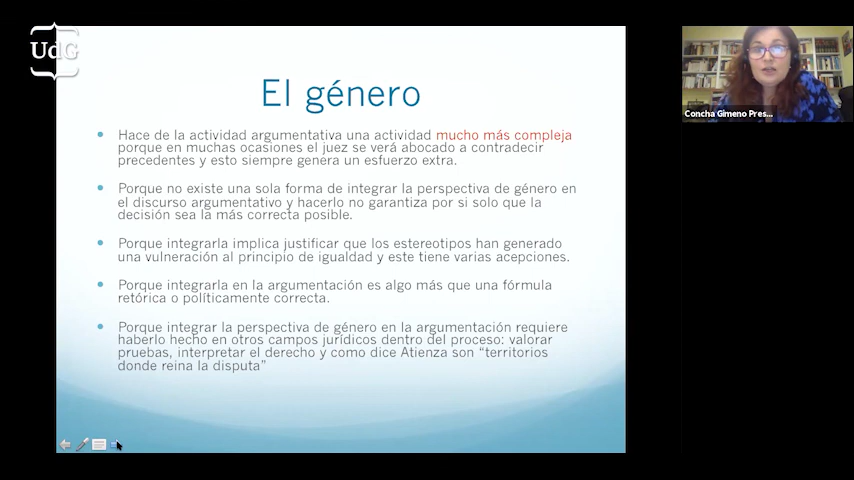 UdG
El género
Hace de la actividad argumentativa una actividad mucho más compleja
porque en muchas ocasiones el juez se verá abocado a contradecir
precedentes y esto siempre genera un esfuerzo extra.
Porque no existe una sola forma de integrar la perspectiva de género en
el discurso argumentativo y hacerlo no garantiza por si solo que la
decisión sea la más correcta posible.
Porque integrarla implica justificar que los estereotipos han generado
una vulneración al principio de igualdad y este tiene varias acepciones.
Porque integrarla en la argumentación es algo más que una fórmula
retórica o políticamente correcta.
Porque integrar la perspectiva de género en la argumentación requiere
haberlo hecho en otros campos jurídicos dentro del proceso: valorar
pruebas, interpretar el derecho y como dice Atienza son “territorios
donde reina la disputa”
Concha Gimeno Pres...